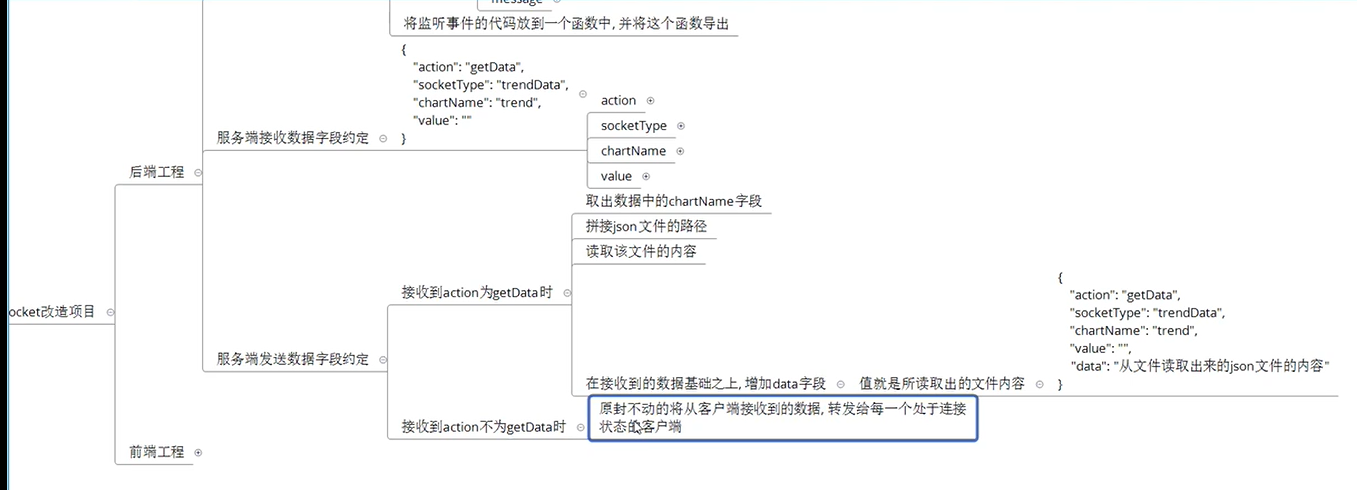 message
将监听事件的代码放到一个函数中, 并将这个函数导出
{
"action": "getData",
"socketType": "trendData",
"chartName": "trend",
"value": ""
}
服务端接收数据字段约定
action
socketType
chartName
value
后端工程
取出数据中的chartName字段
拼接json文件的路径
读取该文件的内容
接收到action为getData时
{
"action": "getData",
"socketType": "trendData",
"chartName": "trend",
"value": "",
"data": "从文件读取出来的json文件的内容"
}
ocket改造项目
服务端发送数据字段约定
在接收到的数据基础之上, 增加data字段
值就是所读取出的文件内容
原封不动的将从客户端接收到的数据, 转发给每一个处于连接
状态的客户端
接收到action不为getData时
前端工程